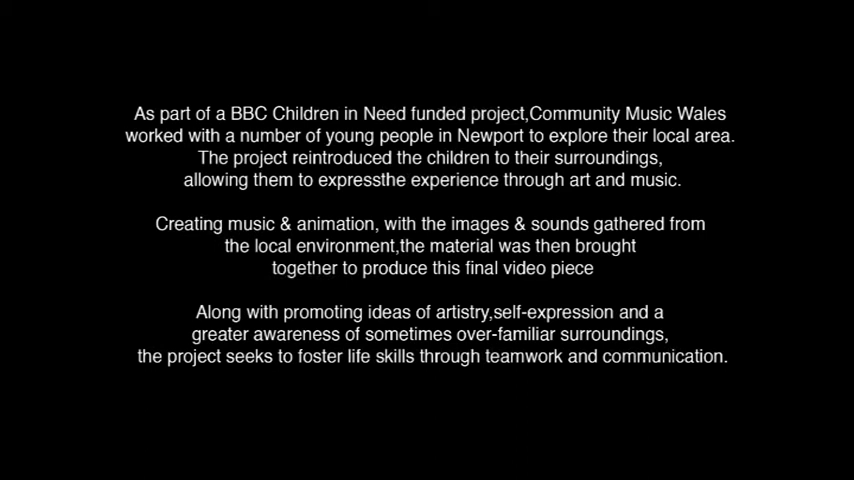 As part of a BBC Children in Need funded project,Community Music Wales
worked with a number of young people in Newport to explore their local area.
The project reintroduced the children to their surroundings,
allowing them to expressthe experience through art and music.
Creating music & animation, with the images & sounds gathered from
the local environment,the material was then brought
together to produce this final video piece
Along with promoting ideas of artistry,self-expression and a
greater awareness of sometimes over-familiar surroundings,
the project seeks to foster life skills through teamwork and communication.